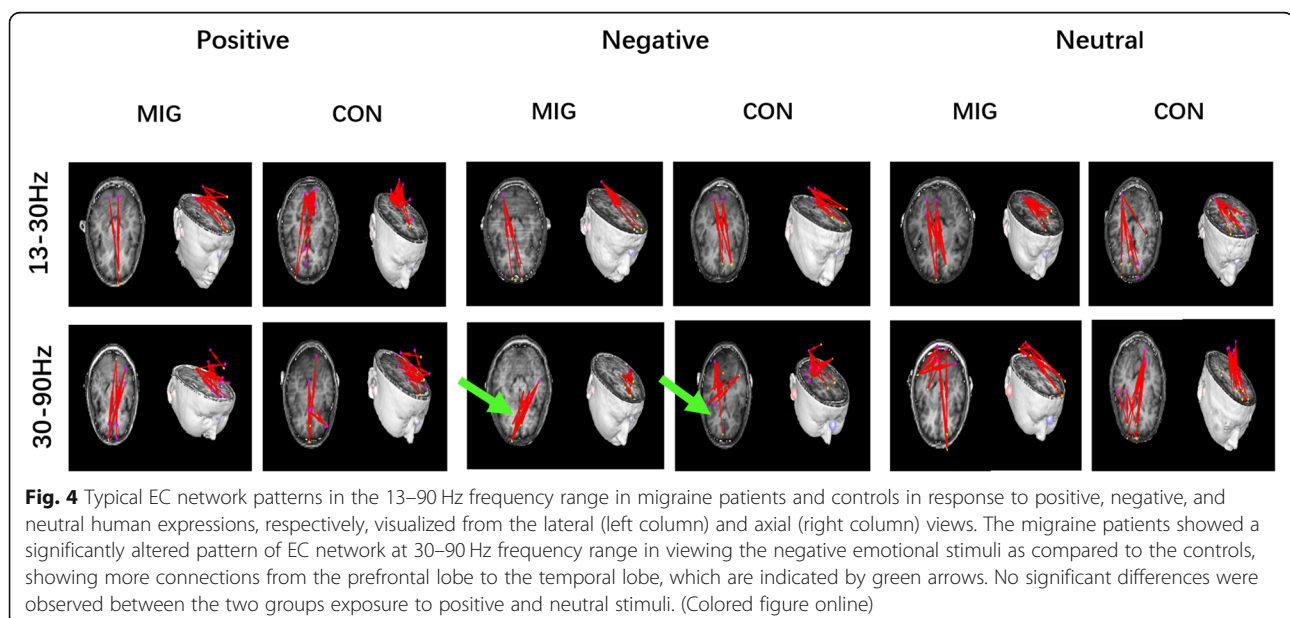 Positive Negative Neutral
MIG CON MIG CON MIG CON
13-30Hz
30-90Hz
Fig. 4 Typical EC network patterns in the 13–90 Hz frequency range in migraine patients and controls in response to positive, negative, and
neutral human expressions, respectively, visualized from the lateral (left column) and axial (right column) views. The migraine patients showed a
significantly altered pattern of EC network at 30–90 Hz frequency range in viewing the negative emotional stimuli as compared to the controls,
showing more connections from the prefrontal lobe to the temporal lobe, which are indicated by green arrows. No significant differences were
observed between the two groups exposure to positive and neutral stimuli. (Colored figure online)